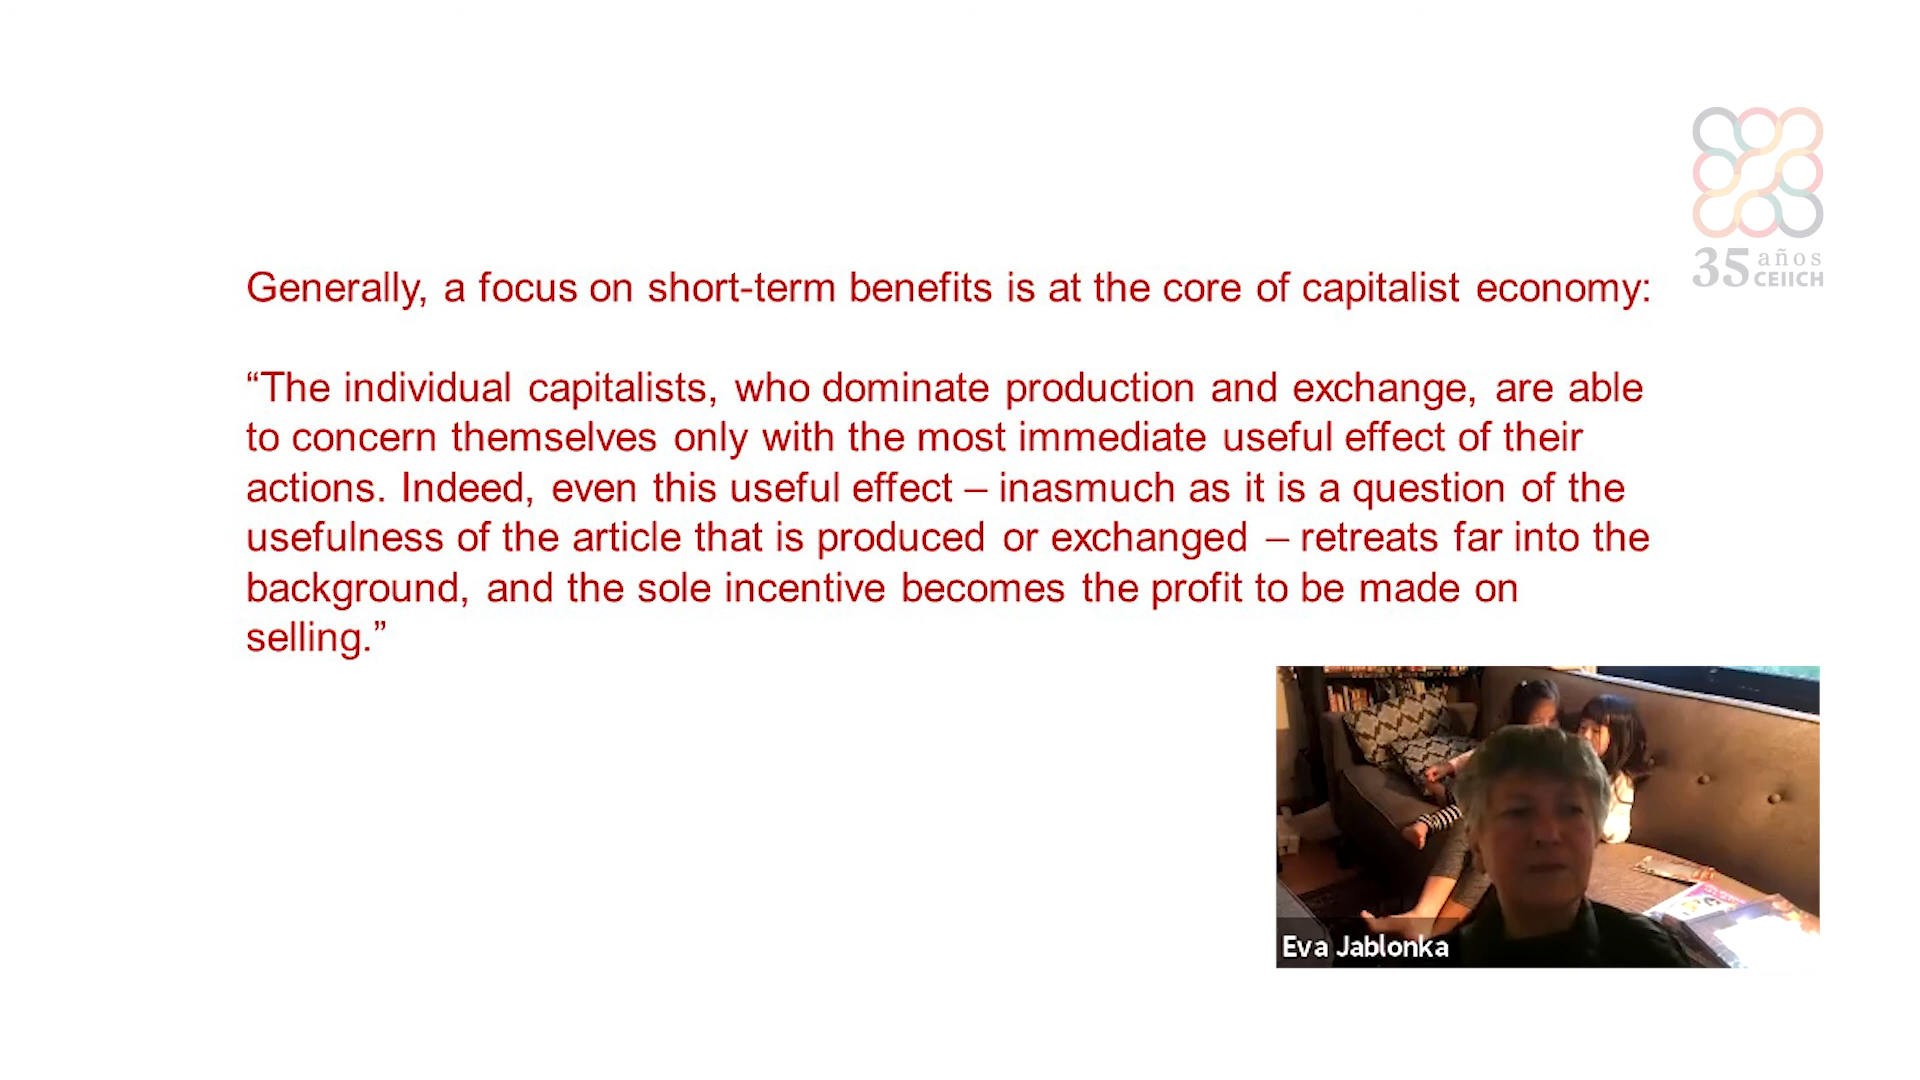 35 años
CEIICH
Generally, a focus on short-term benefits is at the core of capitalist economy:
“The individual capitalists, who dominate production and exchange, are able
to concern themselves only with the most immediate useful effect of their
actions. Indeed, even this useful effect – inasmuch as it is a question of the
usefulness of the article that is produced or exchanged – retreats far into the
background, and the sole incentive becomes the profit to be made on
selling.”
Eva Jablonka